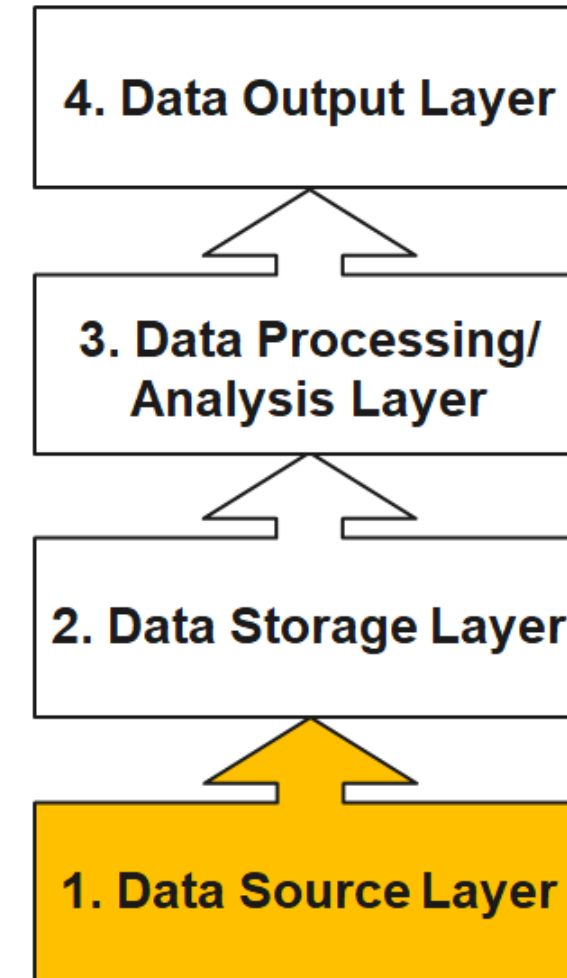 4. Data Output Layer
3. Data Processing/
Analysis Layer
2. Data Storage Layer
1. Data Source Layer